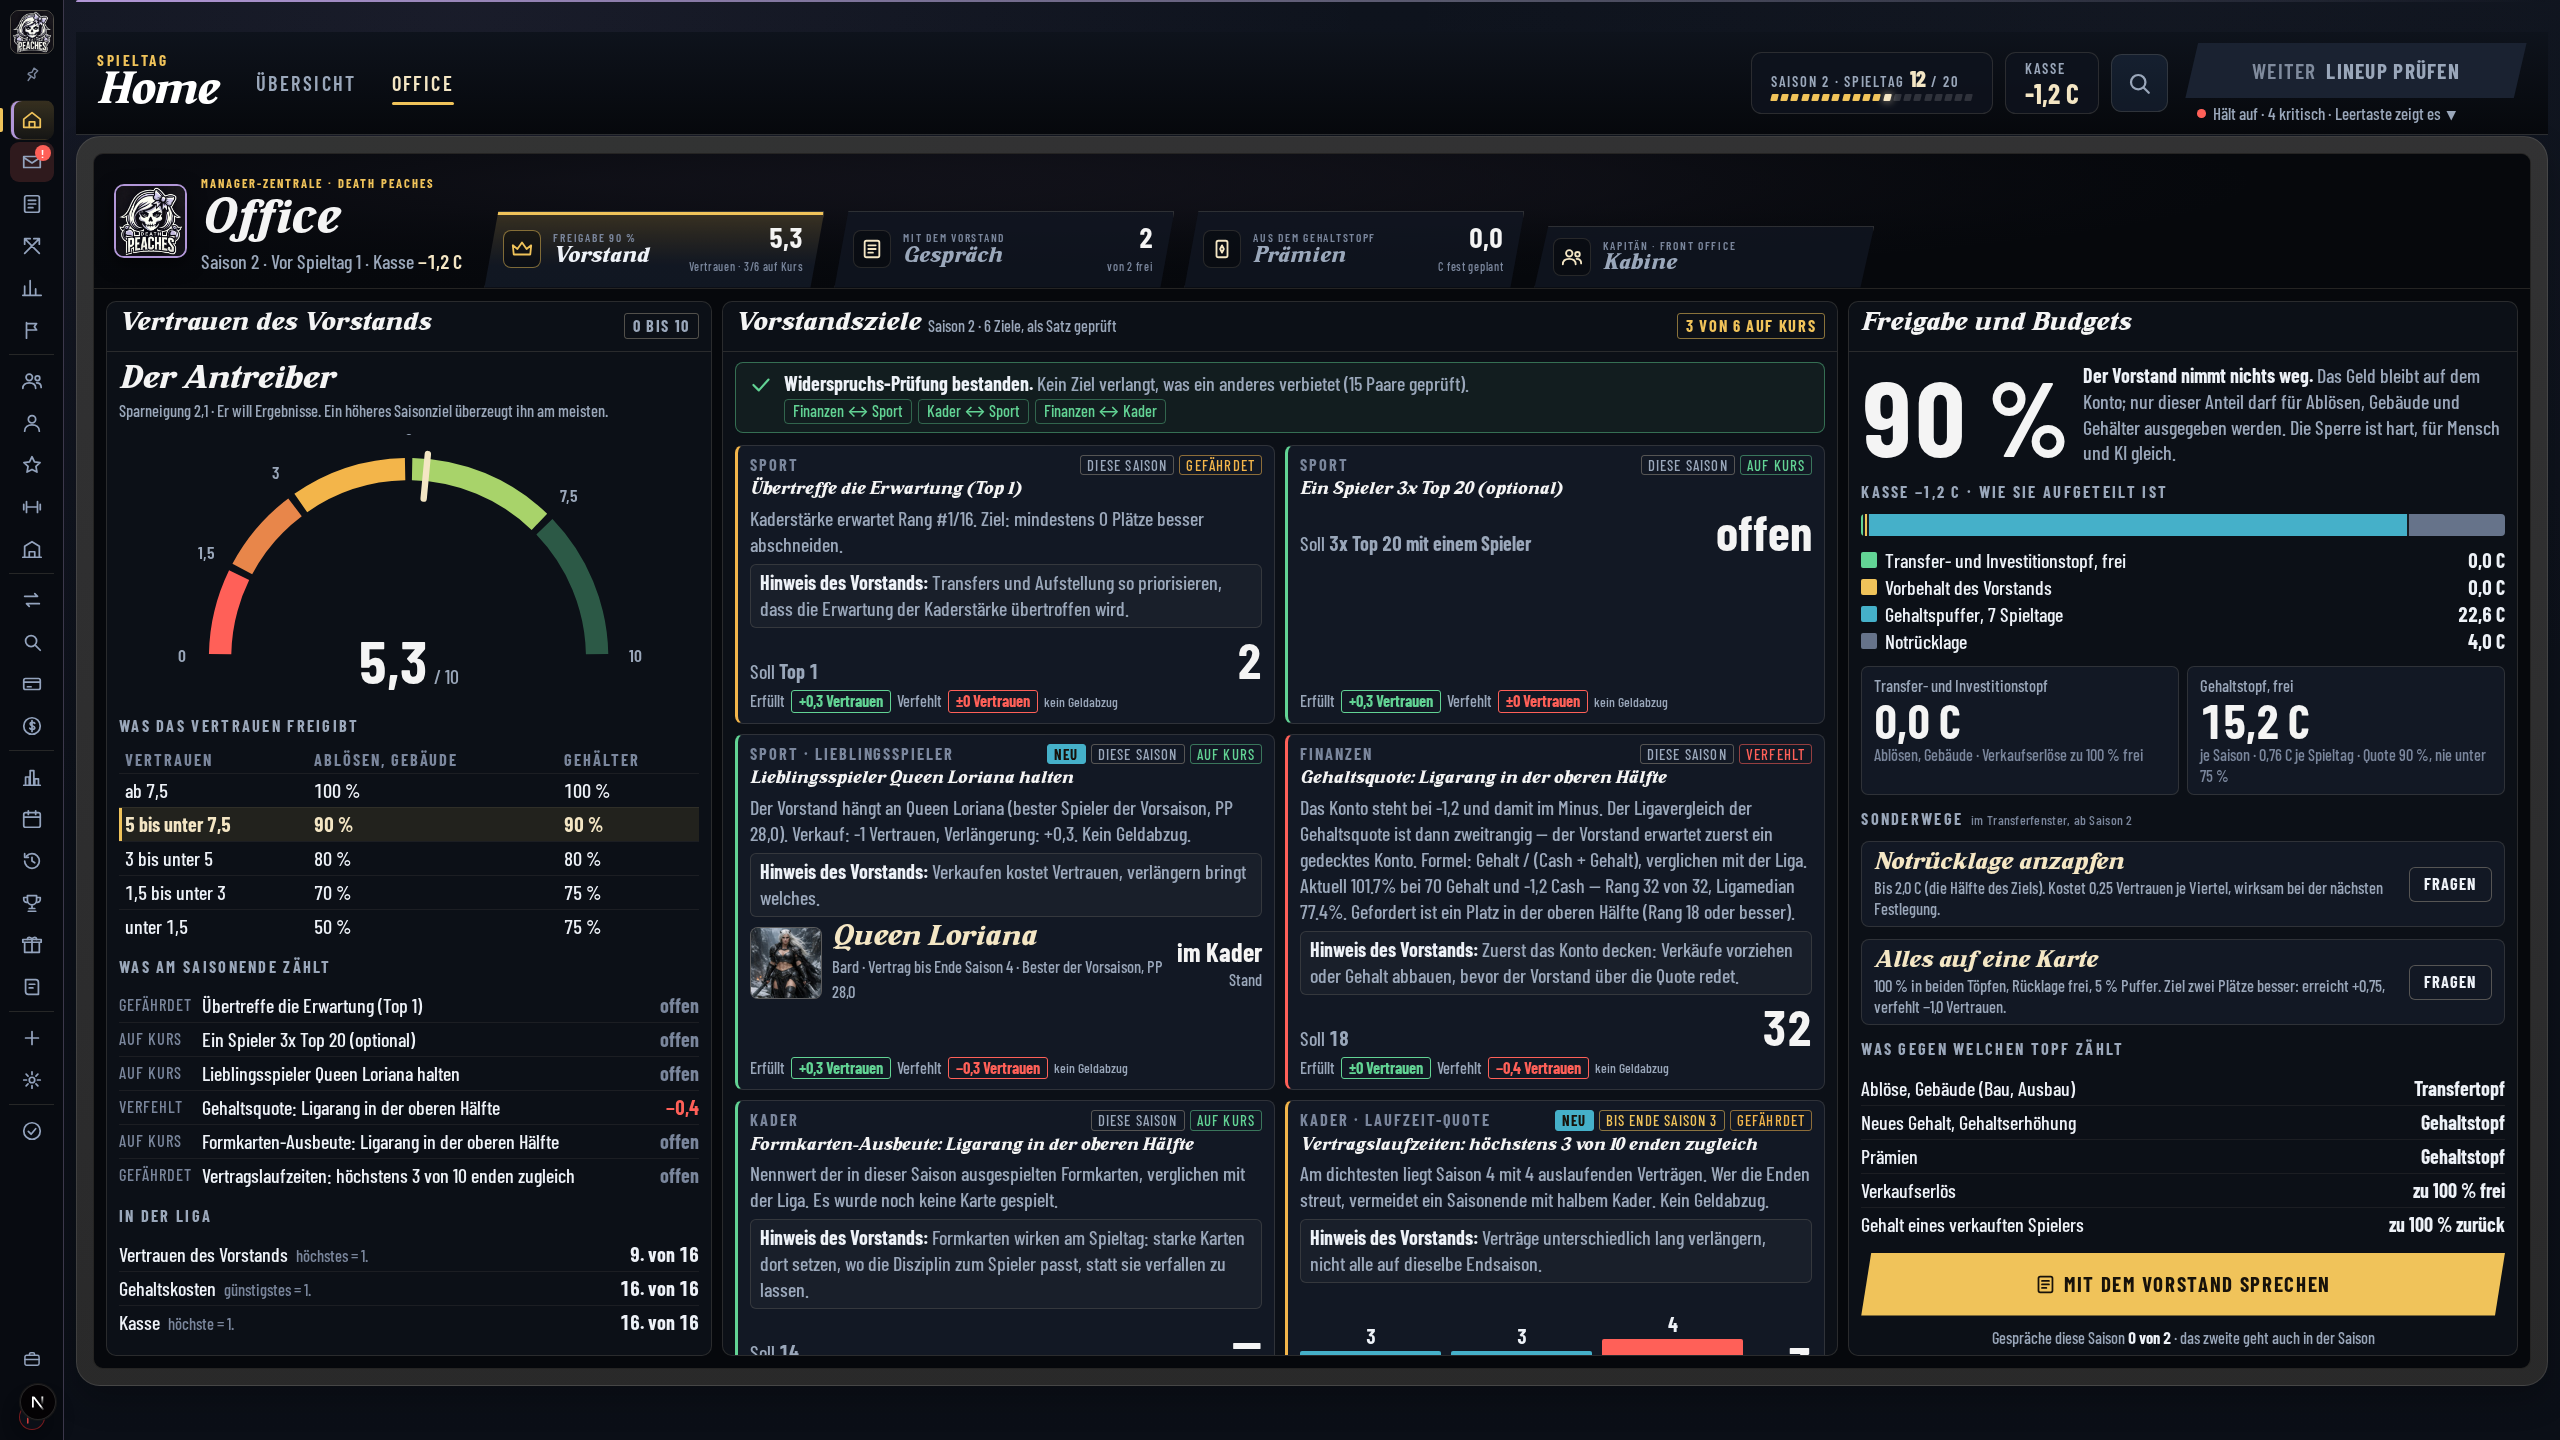 SPIELTAG
Home
ÜBERSICHT
OFFICE
SAISON 2 · SPIELTAG 12 / 20
KASSE
-1,2 C
WEITER LINEUP PRÜFEN
Hält auf · 4 kritisch · Leertaste zeigt es ▼
MANAGER-ZENTRALE · DEATH PEACHES
Office
Saison 2 · Vor Spieltag 1 · Kasse −1,2 C
FREIGABE 90 %
Vorstand
5,3
Vertrauen · 3/6 auf Kurs
MIT DEM VORSTAND
Gespräch
2
von 2 frei
AUS DEM GEHALTSTOPF
Prämien
0,0
C fest geplant
KAPITÄN · FRONT OFFICE
Kabine
Vertrauen des Vorstands
0 BIS 10
Der Antreiber
Sparneigung 2,1 · Er will Ergebnisse. Ein höheres Saisonziel überzeugt ihn am meisten.
0
1,5
3
7,5
10
5,3 / 10
WAS DAS VERTRAUEN FREIGIBT
VERTRAUEN ABLÖSEN, GEBÄUDE GEHÄLTER
ab 7,5 100 % 100 %
5 bis unter 7,5 90 % 90 %
3 bis unter 5 80 % 80 %
1,5 bis unter 3 70 % 75 %
unter 1,5 50 % 75 %
WAS AM SAISONENDE ZÄHLT
GEFÄHRDET Übertreffe die Erwartung (Top 1) offen
AUF KURS Ein Spieler 3x Top 20 (optional) offen
AUF KURS Lieblingsspieler Queen Loriana halten offen
VERFEHLT Gehaltsquote: Ligarang in der oberen Hälfte −0,4
AUF KURS Formkarten-Ausbeute: Ligarang in der oberen Hälfte offen
GEFÄHRDET Vertragslaufzeiten: höchstens 3 von 10 enden zugleich offen
IN DER LIGA
Vertrauen des Vorstands höchstes = 1. 9. von 16
Gehaltskosten günstigstes = 1. 16. von 16
Kasse höchste = 1. 16. von 16
Vorstandsziele Saison 2 · 6 Ziele, als Satz geprüft
3 VON 6 AUF KURS
Widerspruchs-Prüfung bestanden. Kein Ziel verlangt, was ein anderes verbietet (15 Paare geprüft).
Finanzen ↔ Sport
Kader ↔ Sport
Finanzen ↔ Kader
SPORT
DIESE SAISON
GEFÄHRDET
Übertreffe die Erwartung (Top 1)
Kaderstärke erwartet Rang #1/16. Ziel: mindestens 0 Plätze besser
abschneiden.
Hinweis des Vorstands: Transfers und Aufstellung so priorisieren,
dass die Erwartung der Kaderstärke übertroffen wird.
Soll Top 1
2
Erfüllt +0,3 Vertrauen Verfehlt ±0 Vertrauen kein Geldabzug
SPORT
DIESE SAISON
AUF KURS
Ein Spieler 3x Top 20 (optional)
Soll 3x Top 20 mit einem Spieler
offen
Erfüllt +0,3 Vertrauen Verfehlt ±0 Vertrauen kein Geldabzug
SPORT · LIEBLINGSSPIELER
NEU
DIESE SAISON
AUF KURS
Lieblingsspieler Queen Loriana halten
Der Vorstand hängt an Queen Loriana (bester Spieler der Vorsaison, PP
28,0). Verkauf: -1 Vertrauen, Verlängerung: +0,3. Kein Geldabzug.
Hinweis des Vorstands: Verkaufen kostet Vertrauen, verlängern bringt
welches.
Queen Loriana
Bard · Vertrag bis Ende Saison 4 · Bester der Vorsaison, PP
28,0
im Kader
Stand
Erfüllt +0,3 Vertrauen Verfehlt −0,3 Vertrauen kein Geldabzug
FINANZEN
DIESE SAISON
VERFEHLT
Gehaltsquote: Ligarang in der oberen Hälfte
Das Konto steht bei -1,2 und damit im Minus. Der Ligavergleich der
Gehaltsquote ist dann zweitrangig — der Vorstand erwartet zuerst ein
gedecktes Konto. Formel: Gehalt / (Cash + Gehalt), verglichen mit der Liga.
Aktuell 101.7% bei 70 Gehalt und -1,2 Cash — Rang 32 von 32, Ligamedian
77.4%. Gefordert ist ein Platz in der oberen Hälfte (Rang 18 oder besser).
Hinweis des Vorstands: Zuerst das Konto decken: Verkäufe vorziehen
oder Gehalt abbauen, bevor der Vorstand über die Quote redet.
Soll 18
32
Erfüllt ±0 Vertrauen Verfehlt −0,4 Vertrauen kein Geldabzug
KADER
DIESE SAISON
AUF KURS
Formkarten-Ausbeute: Ligarang in der oberen Hälfte
Nennwert der in dieser Saison ausgespielten Formkarten, verglichen mit
der Liga. Es wurde noch keine Karte gespielt.
Hinweis des Vorstands: Formkarten wirken am Spieltag: starke Karten
dort setzen, wo die Disziplin zum Spieler passt, statt sie verfallen zu
lassen.
Soll 14
KADER · LAUFZEIT-QUOTE
NEU
BIS ENDE SAISON 3
GEFÄHRDET
Vertragslaufzeiten: höchstens 3 von 10 enden zugleich
Am dichtesten liegt Saison 4 mit 4 auslaufenden Verträgen. Wer die Enden
streut, vermeidet ein Saisonende mit halbem Kader. Kein Geldabzug.
Hinweis des Vorstands: Verträge unterschiedlich lang verlängern,
nicht alle auf dieselbe Endsaison.
3 3 4
Freigabe und Budgets
90 %
Der Vorstand nimmt nichts weg. Das Geld bleibt auf dem
Konto; nur dieser Anteil darf für Ablösen, Gebäude und
Gehälter ausgegeben werden. Die Sperre ist hart, für Mensch
und KI gleich.
KASSE −1,2 C · WIE SIE AUFGETEILT IST
Transfer- und Investitionstopf, frei 0,0 C
Vorbehalt des Vorstands 0,0 C
Gehaltspuffer, 7 Spieltage 22,6 C
Notrücklage 4,0 C
Transfer- und Investitionstopf
0,0 C
Ablösen, Gebäude · Verkaufserlöse zu 100 % frei
Gehaltstopf, frei
15,2 C
je Saison · 0,76 C je Spieltag · Quote 90 %, nie unter
75 %
SONDERWEGE im Transferfenster, ab Saison 2
Notrücklage anzapfen
Bis 2,0 C (die Hälfte des Ziels). Kostet 0,25 Vertrauen je Viertel, wirksam bei der nächsten
Festlegung.
FRAGEN
Alles auf eine Karte
100 % in beiden Töpfen, Rücklage frei, 5 % Puffer. Ziel zwei Plätze besser: erreicht +0,75,
verfehlt −1,0 Vertrauen.
FRAGEN
WAS GEGEN WELCHEN TOPF ZÄHLT
Ablöse, Gebäude (Bau, Ausbau) Transfertopf
Neues Gehalt, Gehaltserhöhung Gehaltstopf
Prämien Gehaltstopf
Verkaufserlös zu 100 % frei
Gehalt eines verkauften Spielers zu 100 % zurück
MIT DEM VORSTAND SPRECHEN
Gespräche diese Saison 0 von 2 · das zweite geht auch in der Saison